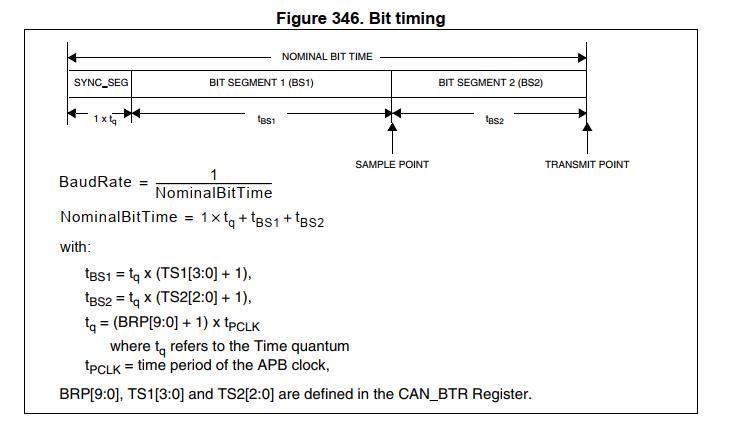 Figure 346. Bit timing
NOMINAL BIT TIME
SYNC_SEG BIT SEGMENT 1 (BS1) BIT SEGMENT 2 (BS2)
1 x tq tBS1 tBS2
SAMPLE POINT TRANSMIT POINT
BaudRate = 1 / NominalBitTime
NominalBitTime = 1 × tq + tBS1 + tBS2
with:
tBS1 = tq x (TS1[3:0] + 1),
tBS2 = tq x (TS2[2:0] + 1),
tq = (BRP[9:0] + 1) x tPCLK
where tq refers to the Time quantum
tPCLK = time period of the APB clock,
BRP[9:0], TS1[3:0] and TS2[2:0] are defined in the CAN_BTR Register.